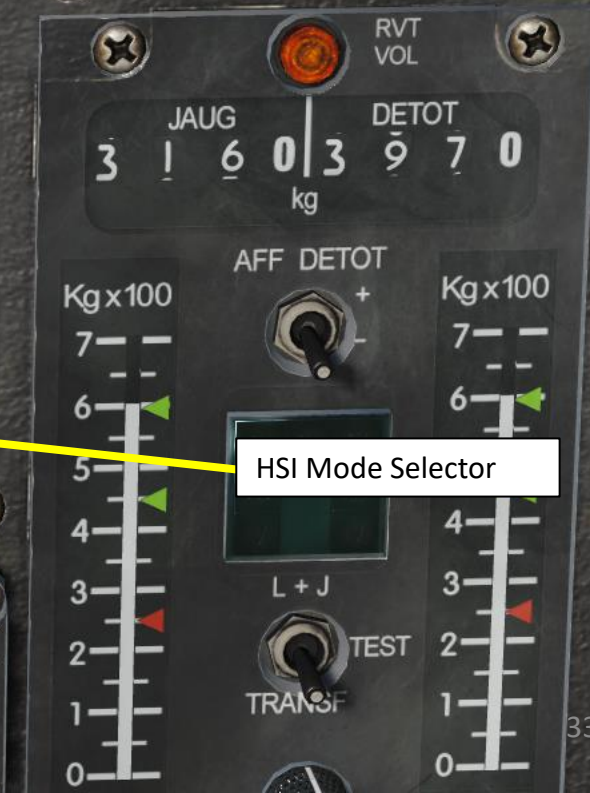 RVT
VOL
JAUG DETOT
3 1 6 0 3 9 7 0
kg
AFF DETOT
+
-
Kg x100
7
6
5
4
3
2
1
0
Kg x100
7
6
4
3
2
1
0
HSI Mode Selector
L + J
TEST
TRANSF
33